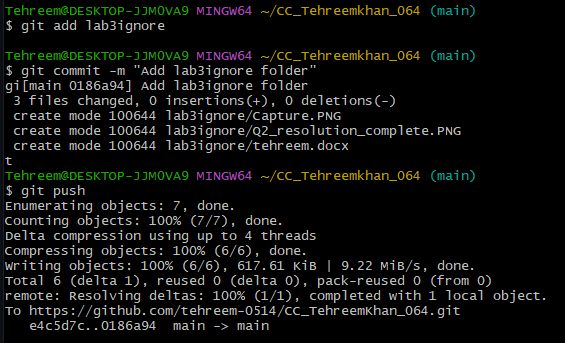 Tehreem@DESKTOP-JJM0VA9 MINGW64 ~/CC_Tehreemkhan_064 (main)
$ git add lab3ignore
Tehreem@DESKTOP-JJM0VA9 MINGW64 ~/CC_Tehreemkhan_064 (main)
$ git commit -m "Add lab3ignore folder"
gi[main 0186a94] Add lab3ignore folder
 3 files changed, 0 insertions(+), 0 deletions(-)
 create mode 100644 lab3ignore/Capture.PNG
 create mode 100644 lab3ignore/Q2_resolution_complete.PNG
 create mode 100644 lab3ignore/tehreem.docx
t
Tehreem@DESKTOP-JJM0VA9 MINGW64 ~/CC_Tehreemkhan_064 (main)
$ git push
Enumerating objects: 7, done.
Counting objects: 100% (7/7), done.
Delta compression using up to 4 threads
Compressing objects: 100% (6/6), done.
Writing objects: 100% (6/6), 617.61 KiB | 9.22 MiB/s, done.
Total 6 (delta 1), reused 0 (delta 0), pack-reused 0 (from 0)
remote: Resolving deltas: 100% (1/1), completed with 1 local object.
To https://github.com/tehreem-0514/CC_TehreemKhan_064.git
   e4c5d7c..0186a94  main -> main